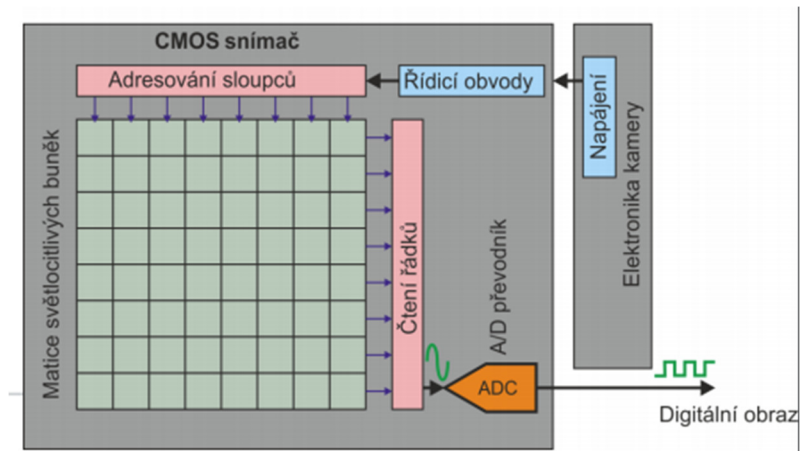 CMOS snímač
Adresování sloupců
Řídicí obvody
Napájení
Elektronika kamery
Matice světlocitlivých buněk
Čtení řádků
A/D převodník
ADC
Digitální obraz